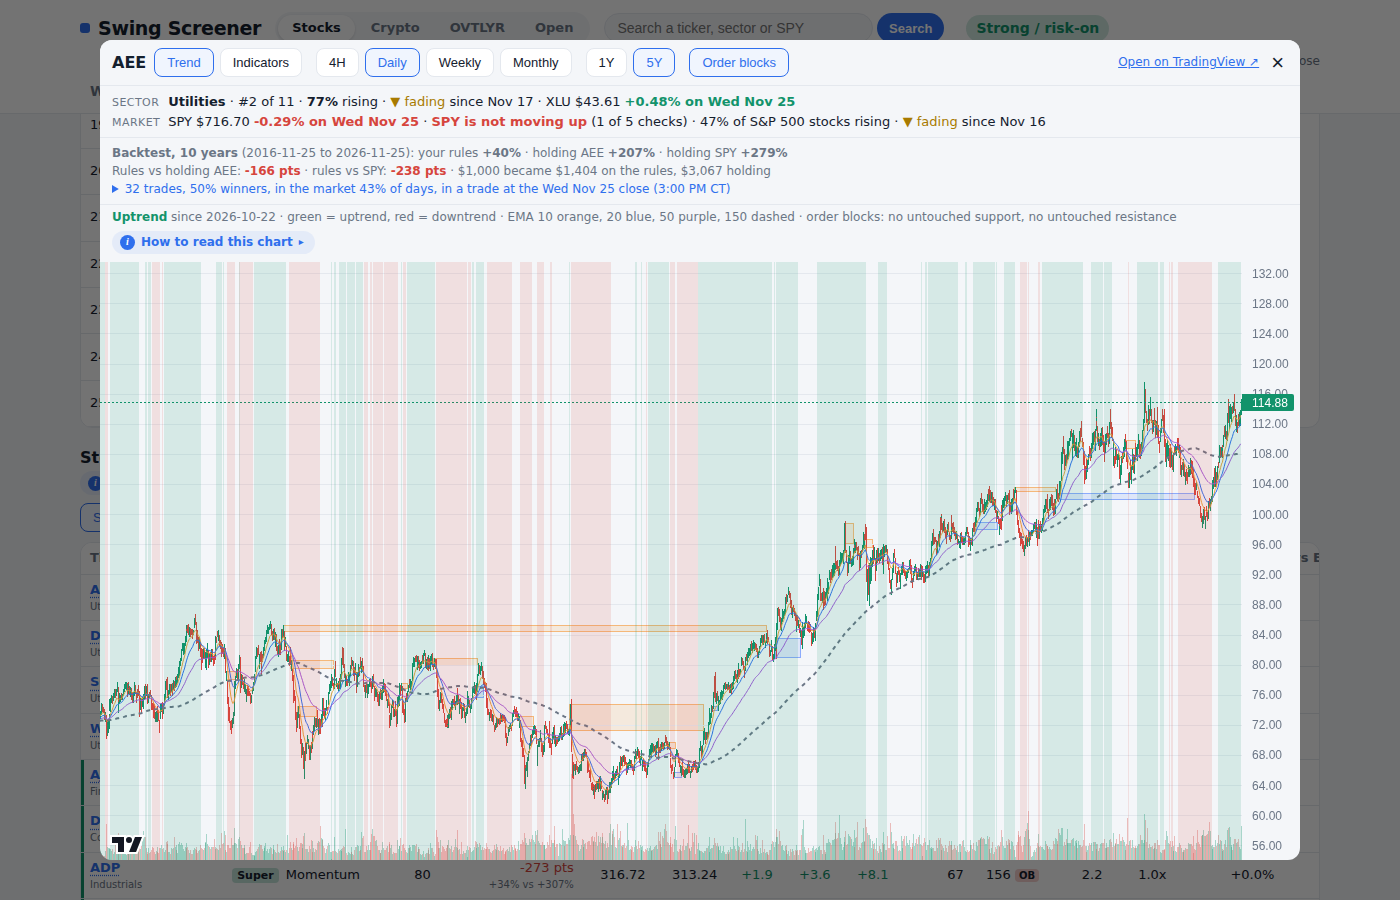 Swing Screener Stocks Crypto OVTLYR Open Search a ticker, sector or SPY Search Strong / risk-on
AEE Trend Indicators 4H Daily Weekly Monthly 1Y 5Y Order blocks Open on TradingView ↗ ×
SECTOR Utilities · #2 of 11 · 77% rising · ▼ fading since Nov 17 · XLU $43.61 +0.48% on Wed Nov 25
MARKET SPY $716.70 -0.29% on Wed Nov 25 · SPY is not moving up (1 of 5 checks) · 47% of S&P 500 stocks rising · ▼ fading since Nov 16
Backtest, 10 years (2016-11-25 to 2026-11-25): your rules +40% · holding AEE +207% · holding SPY +279%
Rules vs holding AEE: -166 pts · rules vs SPY: -238 pts · $1,000 became $1,404 on the rules, $3,067 holding
▶ 32 trades, 50% winners, in the market 43% of days, in a trade at the Wed Nov 25 close (3:00 PM CT)
Uptrend since 2026-10-22 · green = uptrend, red = downtrend · EMA 10 orange, 20 blue, 50 purple, 150 dashed · order blocks: no untouched support, no untouched resistance
i How to read this chart ▸
132.00
128.00
124.00
120.00
116.00
114.88
112.00
108.00
104.00
100.00
96.00
92.00
88.00
84.00
80.00
76.00
72.00
68.00
64.00
60.00
56.00
ADP Super Momentum 80 -273 pts 316.72 313.24 +1.9 +3.6 +8.1 67 156 OB 2.2 1.0x +0.0%
Industrials +34% vs +307%